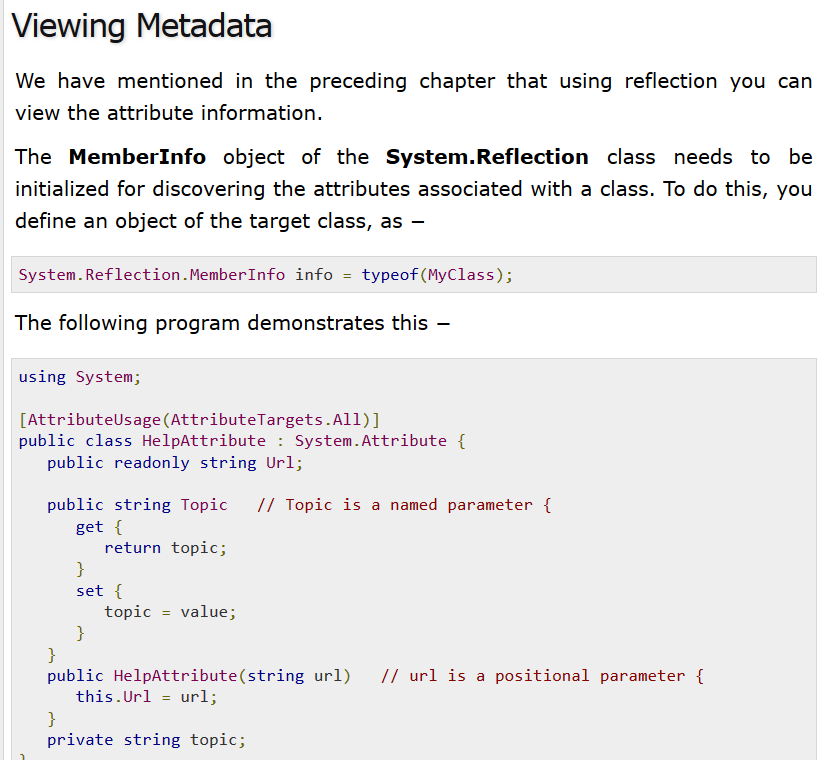 Viewing Metadata
We have mentioned in the preceding chapter that using reflection you can
view the attribute information.
The MemberInfo object of the System.Reflection class needs to be
initialized for discovering the attributes associated with a class. To do this, you
define an object of the target class, as −
System.Reflection.MemberInfo info = typeof(MyClass);
The following program demonstrates this −
using System;

[AttributeUsage(AttributeTargets.All)]
public class HelpAttribute : System.Attribute {
   public readonly string Url;

   public string Topic   // Topic is a named parameter {
      get {
         return topic;
      }
      set {
         topic = value;
      }
   }
   public HelpAttribute(string url)   // url is a positional parameter {
      this.Url = url;
   }
   private string topic;